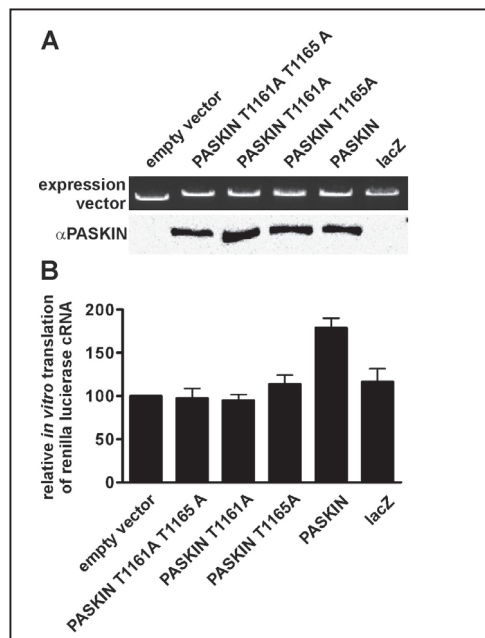 A
empty vector
PASKIN T1161A T1165 A
PASKIN T1161A
PASKIN T1165A
PASKIN
lacZ
expression
vector
αPASKIN
B
relative in vitro translation
of renilla lucierase cRNA
200
150
100
50
0
empty vector
PASKIN T1161A T1165 A
PASKIN T1161A
PASKIN T1165A
PASKIN
lacZ